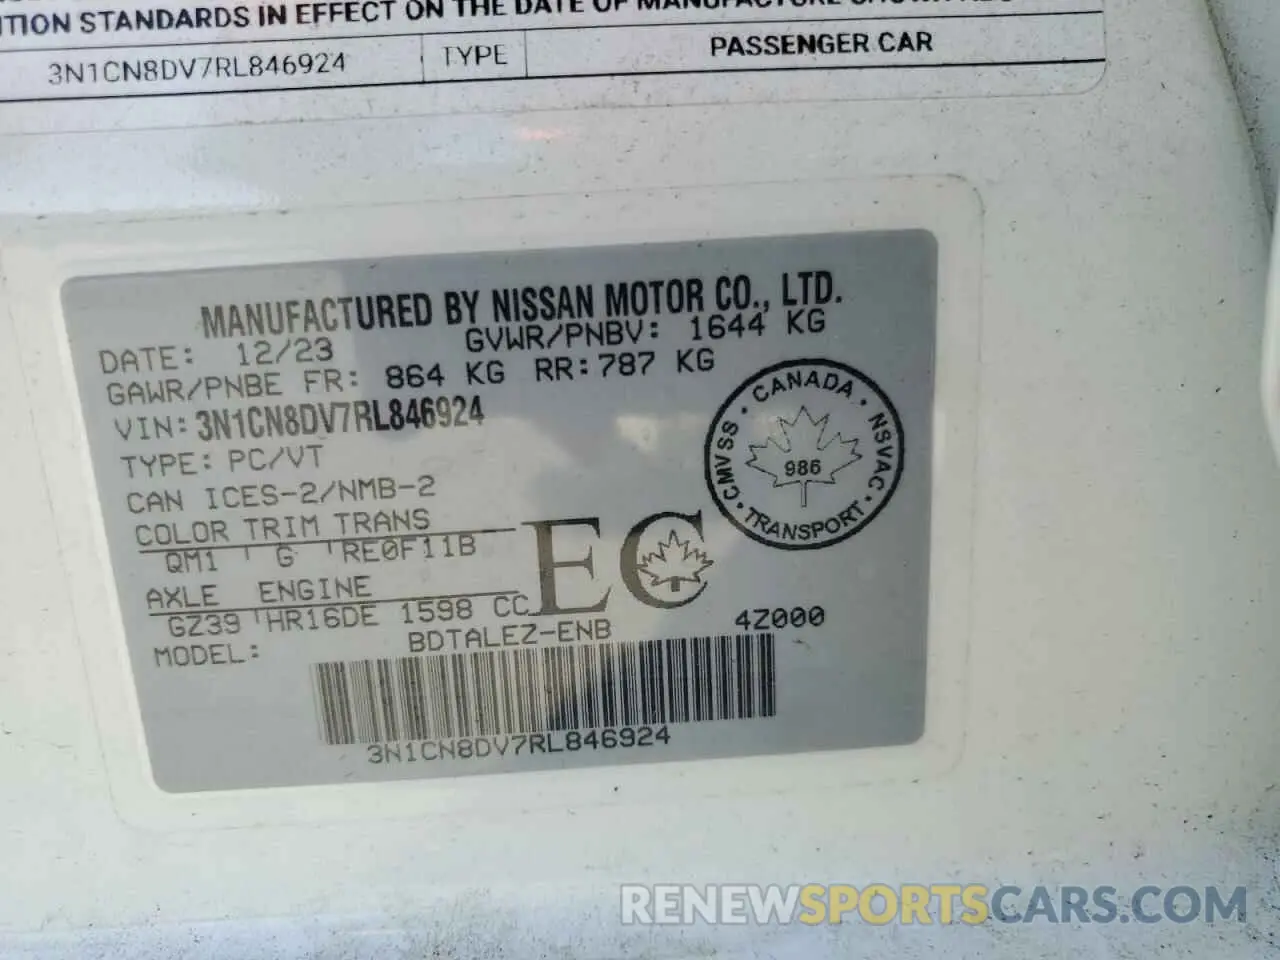 ITION STANDARDS IN EFFECT ON THE DATE OF MANUFACTURE SHOWN
3N1CN8DV7RL846924 TYPE PASSENGER CAR
MANUFACTURED BY NISSAN MOTOR CO., LTD.
DATE: 12/23 GVWR/PNBV: 1644 KG
GAWR/PNBE FR: 864 KG RR:787 KG
VIN: 3N1CN8DV7RL846924
TYPE: PC/VT
CAN ICES-2/NMB-2
COLOR TRIM TRANS
QM1 G RE0F11B
AXLE ENGINE
GZ39 HR16DE 1598 CC
EC
MODEL: BDTALEZ-ENB 4Z000
3N1CN8DV7RL846924
CANADA · NSVAC · TRANSPORT · CMVSS ·
986
RENEWSPORTSCARS.COM